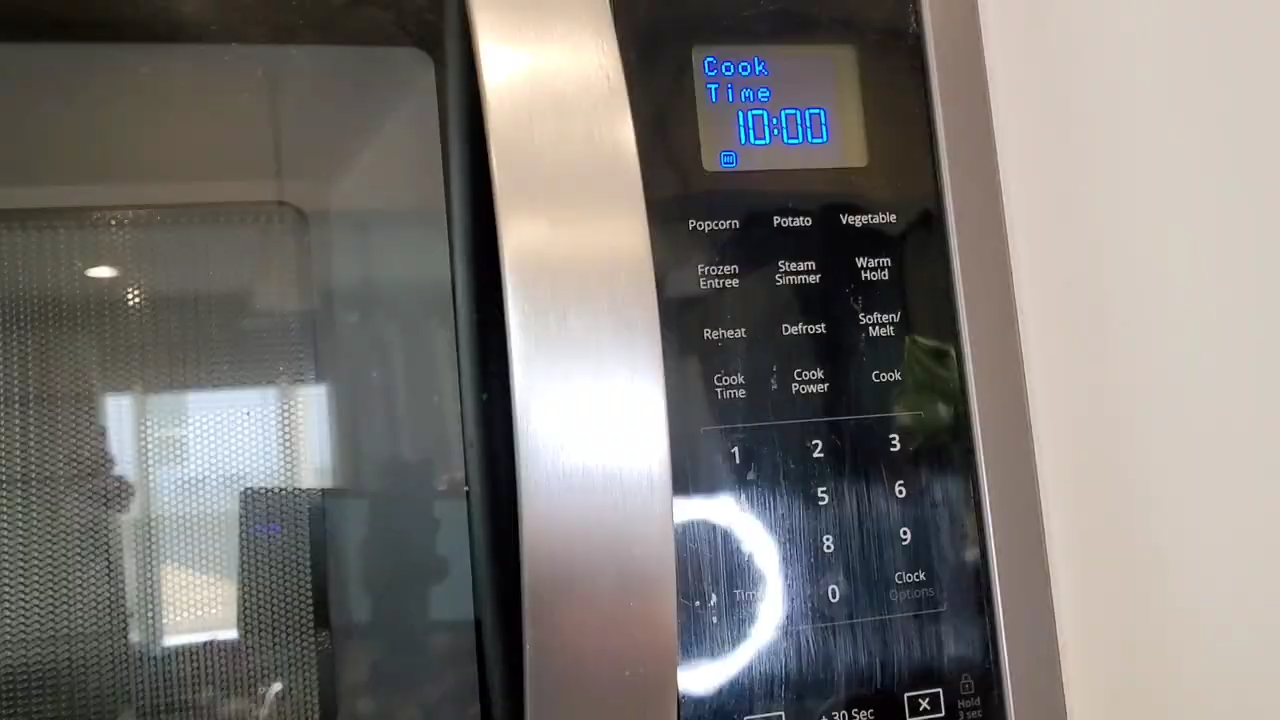 Cook
Time
10:00
Popcorn Potato Vegetable
Frozen Entree Steam Simmer Warm Hold
Reheat Defrost Soften/ Melt
Cook Time Cook Power Cook
1 2 3
5 6
8 9
0 Clock Options
+30 Sec X Hold 3 sec